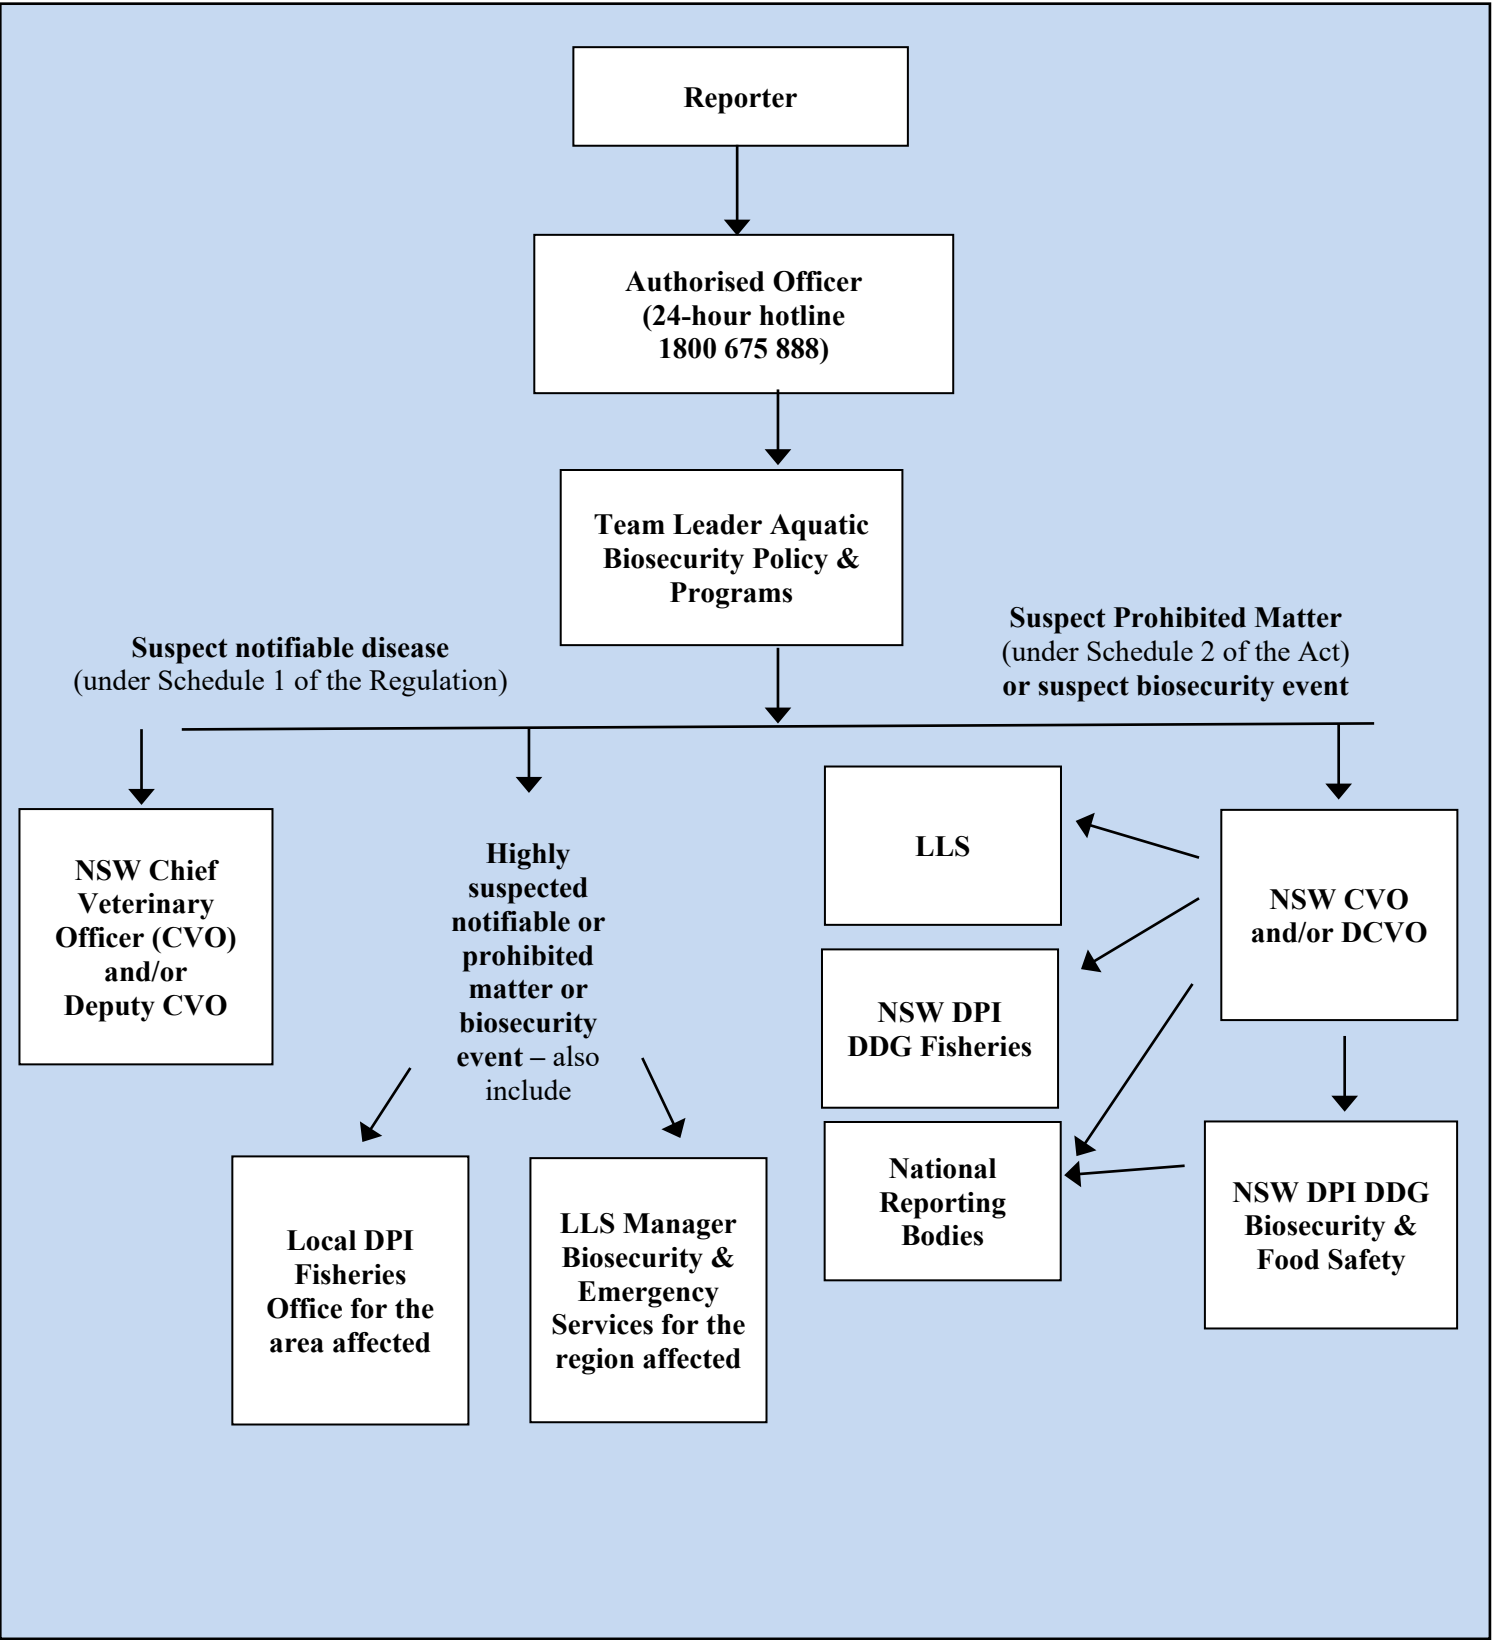 Reporter
Authorised Officer
(24-hour hotline
1800 675 888)
Team Leader Aquatic
Biosecurity Policy &
Programs
Suspect notifiable disease
(under Schedule 1 of the Regulation)
Suspect Prohibited Matter
(under Schedule 2 of the Act)
or suspect biosecurity event
NSW Chief
Veterinary
Officer (CVO)
and/or
Deputy CVO
Highly
suspected
notifiable or
prohibited
matter or
biosecurity
event – also
include
Local DPI
Fisheries
Office for the
area affected
LLS Manager
Biosecurity &
Emergency
Services for the
region affected
LLS
NSW DPI
DDG Fisheries
National
Reporting
Bodies
NSW CVO
and/or DCVO
NSW DPI DDG
Biosecurity &
Food Safety